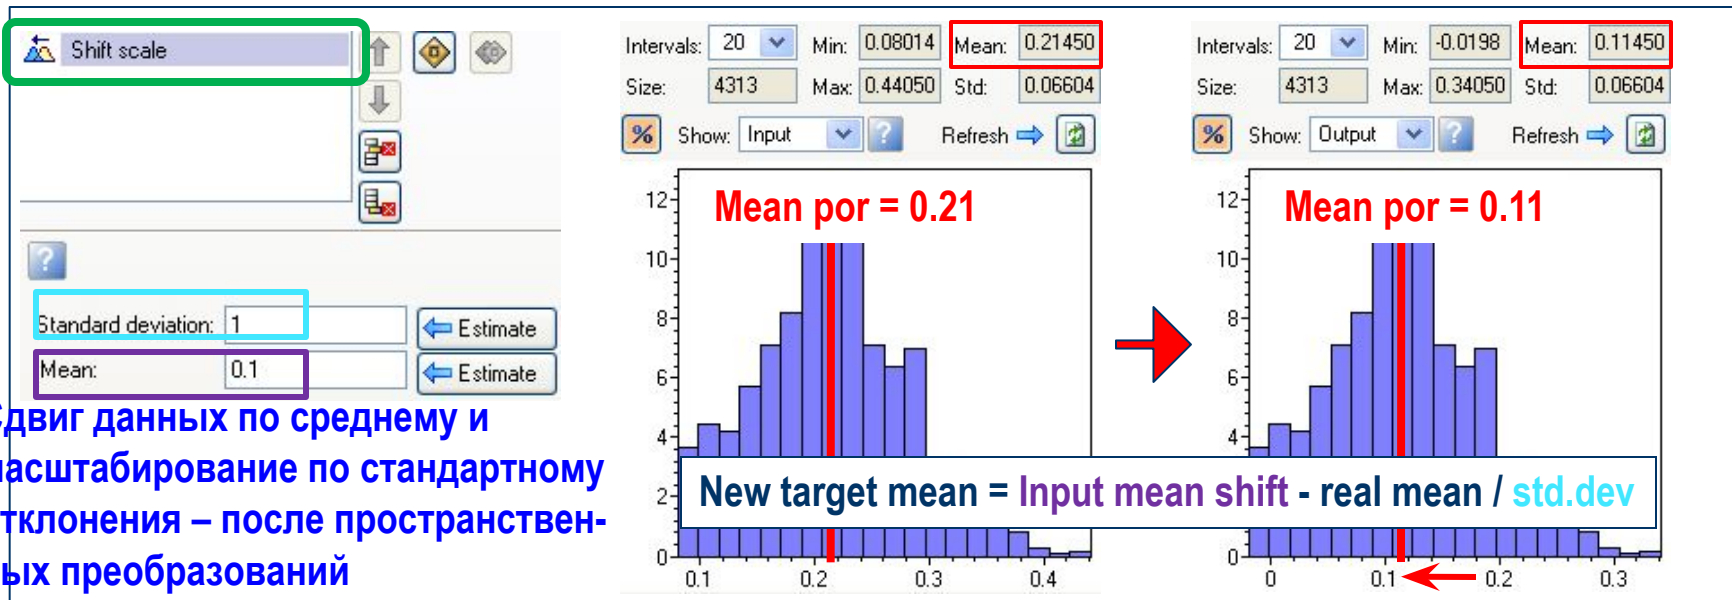 Shift scale
Standard deviation: 1
Estimate
Mean: 0.1
Estimate
Сдвиг данных по среднему и
масштабирование по стандартному
отклонения – после пространствен-
ых преобразований
Intervals: 20 Min: 0.08014 Mean: 0.21450
Size: 4313 Max: 0.44050 Std: 0.06604
% Show: Input ? Refresh
Mean por = 0.21
12
10
8
6
4
2
0
0.1 0.2 0.3 0.4
Intervals: 20 Min: -0.0198 Mean: 0.11450
Size: 4313 Max: 0.34050 Std: 0.06604
% Show: Output ? Refresh
Mean por = 0.11
12
10
8
6
4
0
0 0.1 0.2 0.3
New target mean = Input mean shift - real mean / std.dev